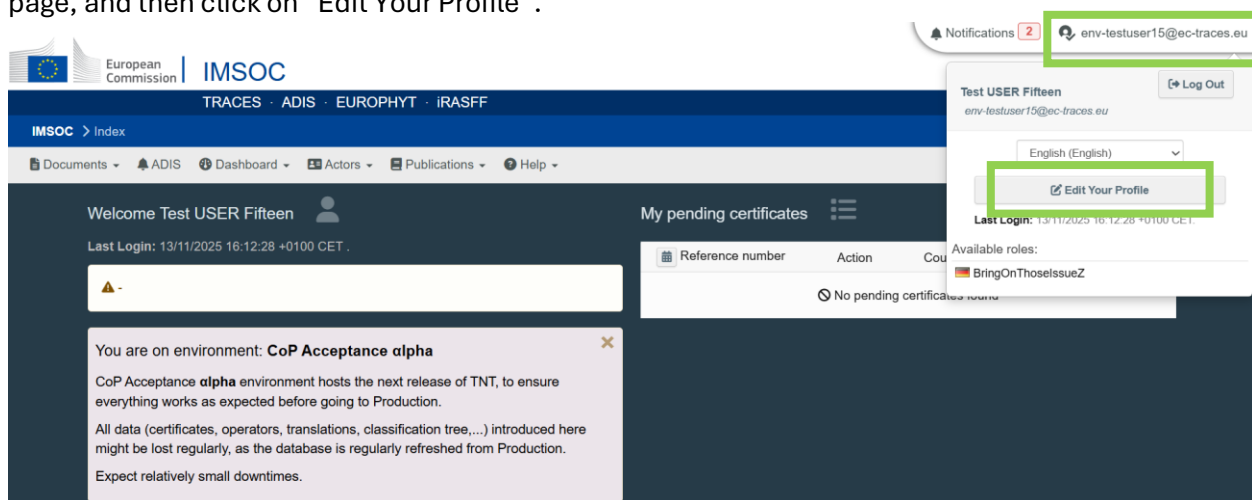 page, and then click on "Edit Your Profile".
Notifications 2 env-testuser15@ec-traces.eu
European
Commission
IMSOC
Log Out
Test USER Fifteen
env-testuser15@ec-traces.eu
TRACES · ADIS · EUROPHYT · iRASFF
IMSOC > Index
English (English)
Documents ADIS Dashboard Actors Publications Help
Edit Your Profile
Welcome Test USER Fifteen
My pending certificates
Last Login: 13/11/2025 16:12:28 +0100 CET.
Last Login: 13/11/2025 16:12:28 +0100 CET .
Available roles:
Reference number Action Cou
BringOnThoseIssueZ
-
No pending certificates found
You are on environment: CoP Acceptance αlpha
CoP Acceptance αlpha environment hosts the next release of TNT, to ensure
everything works as expected before going to Production.
All data (certificates, operators, translations, classification tree,...) introduced here
might be lost regularly, as the database is regularly refreshed from Production.
Expect relatively small downtimes.